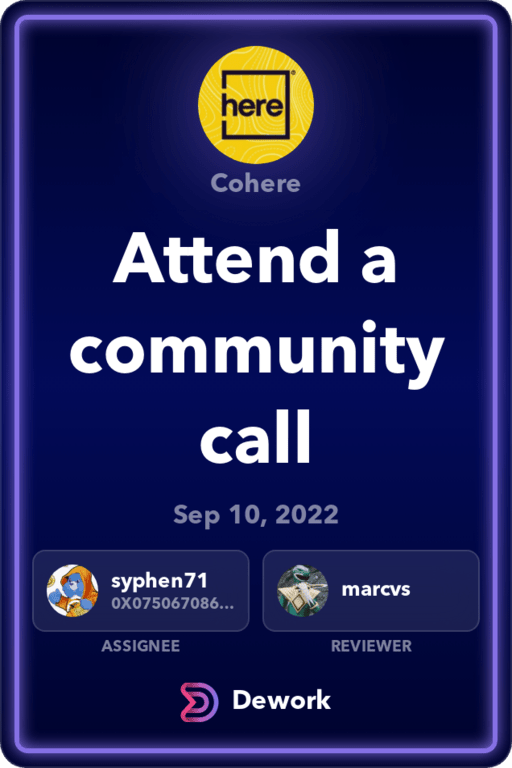 here
Cohere
Attend a
community
call
Sep 10, 2022
syphen71
0X075067086...
ASSIGNEE
marcvs
REVIEWER
Dework